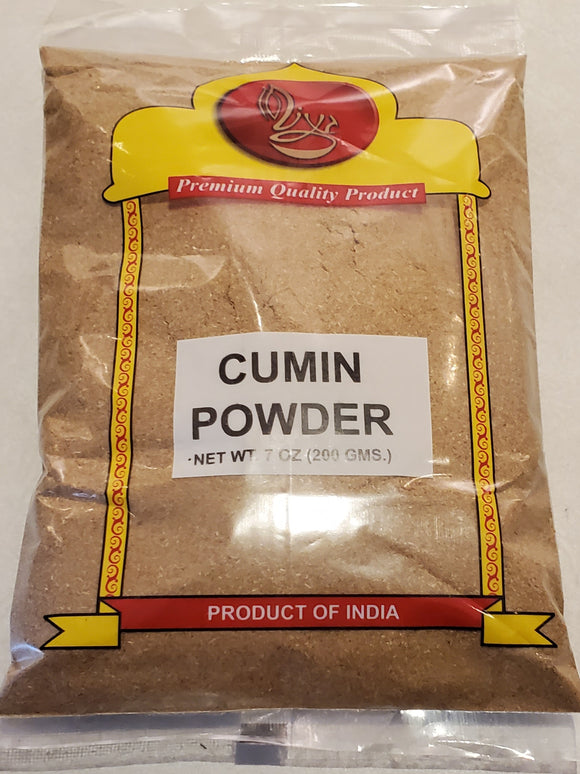 Premium Quality Product
CUMIN
POWDER
·NET WT. 7 OZ (200 GMS.)
PRODUCT OF INDIA